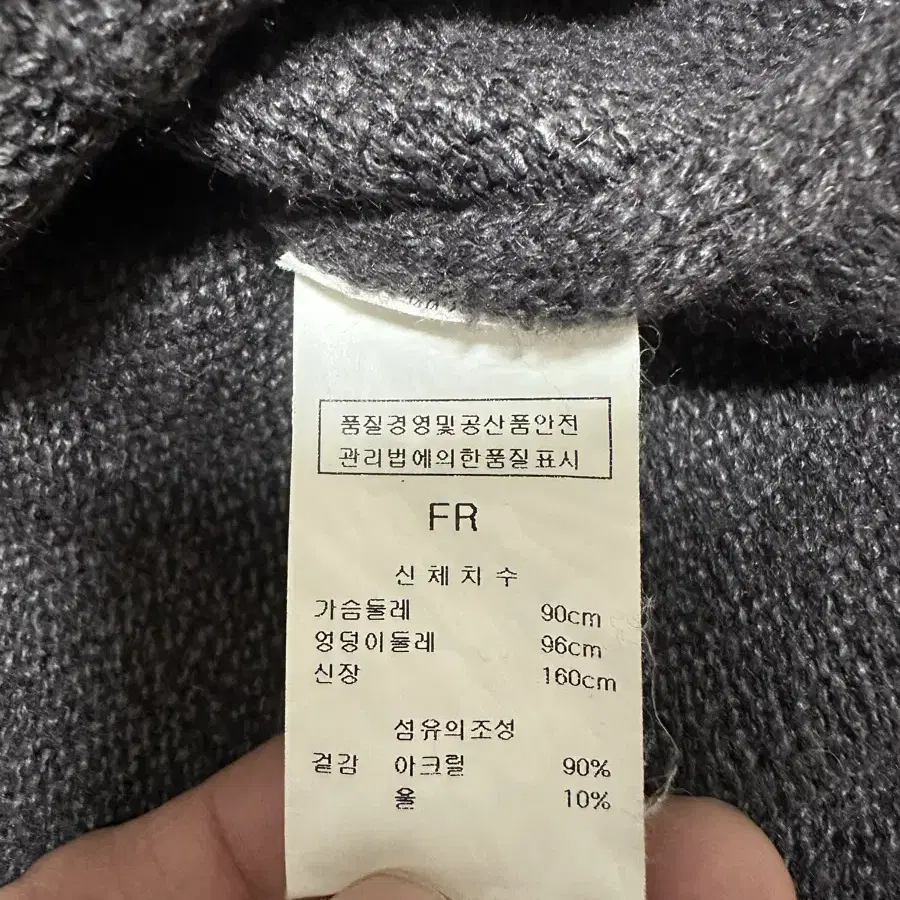 품질경영및공산품안전
관리법에의한품질표시
FR
신체치수
가슴둘레 90cm
엉덩이둘레 96cm
신장 160cm
섬유의조성
겉감 아크릴 90%
울 10%